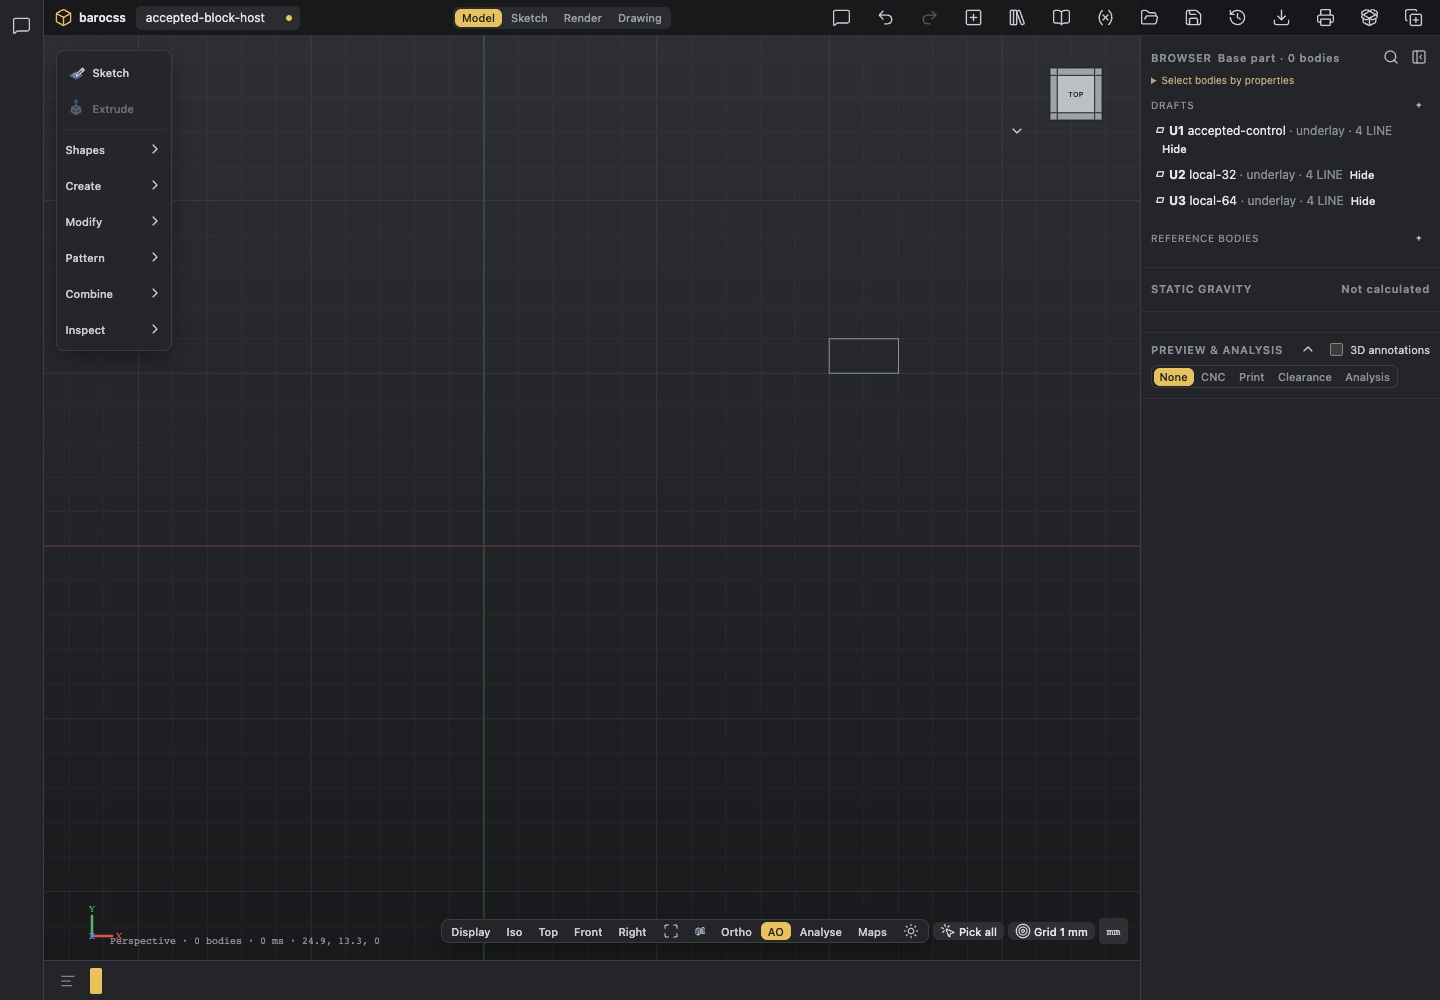 barocss
accepted-block-host
Model Sketch Render Drawing
Sketch
Extrude
Shapes
Create
Modify
Pattern
Combine
Inspect
TOP
BROWSER Base part · 0 bodies
Select bodies by properties
DRAFTS +
U1 accepted-control · underlay · 4 LINE
Hide
U2 local-32 · underlay · 4 LINE Hide
U3 local-64 · underlay · 4 LINE Hide
REFERENCE BODIES +
STATIC GRAVITY Not calculated
PREVIEW & ANALYSIS 3D annotations
None CNC Print Clearance Analysis
Y
Z X
Perspective · 0 bodies · 0 ms · 24.9, 13.3, 0
Display Iso Top Front Right Ortho AO Analyse Maps Pick all Grid 1 mm mm